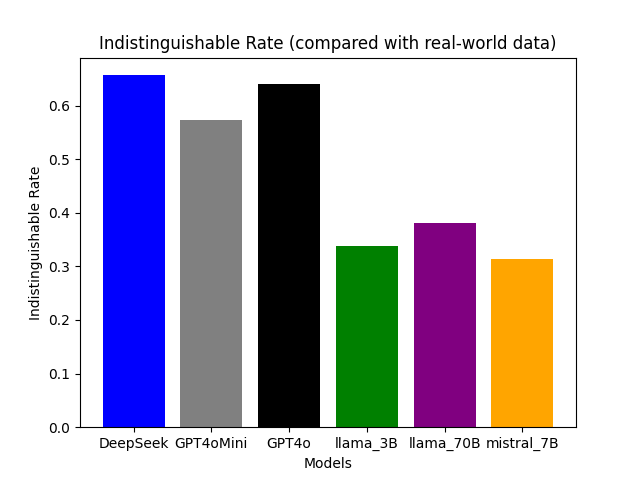 Indistinguishable Rate (compared with real-world data)
Indistinguishable Rate
0.6
0.5
0.4
0.3
0.2
0.1
0.0
DeepSeek GPT4oMini GPT4o llama_3B llama_70B mistral_7B
Models